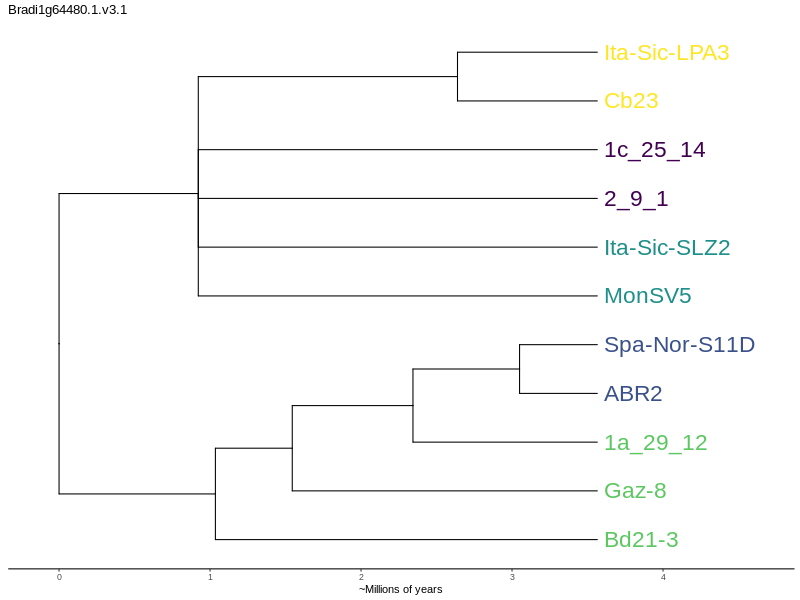 Bradi1g64480.1.v3.1
Ita-Sic-LPA3
Cb23
1c_25_14
2_9_1
Ita-Sic-SLZ2
MonSV5
Spa-Nor-S11D
ABR2
1a_29_12
Gaz-8
Bd21-3
0 1 2 3 4
~Millions of years